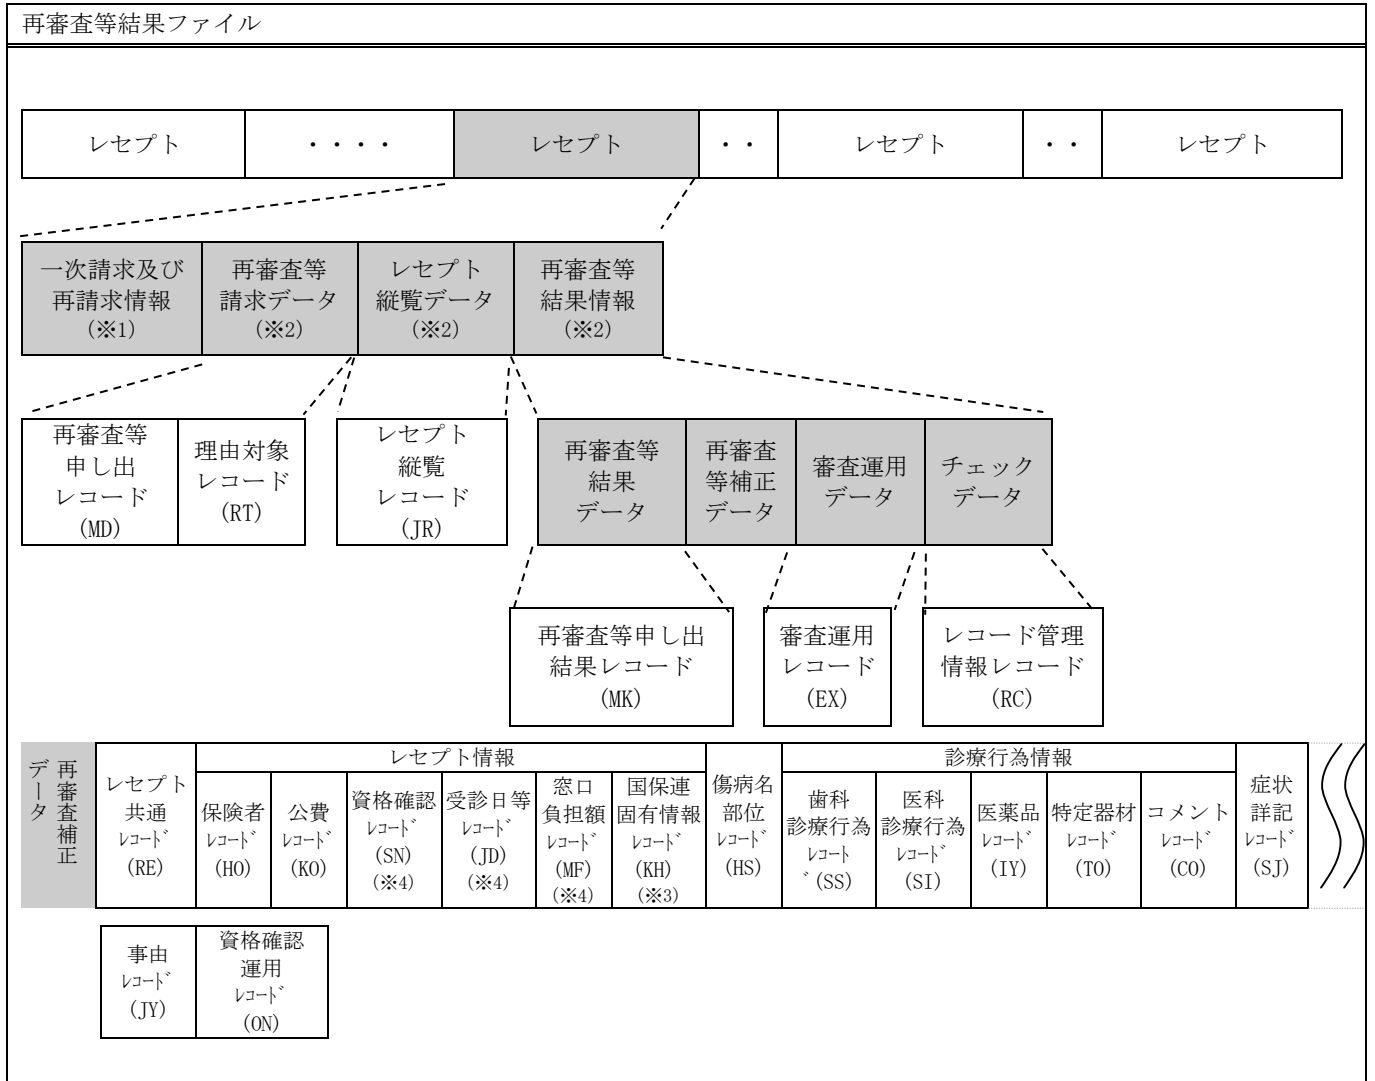 再審査等結果ファイル
レセプト
・・・・
レセプト
・・
レセプト
・・
レセプト
一次請求及び
再請求情報
(※1)
再審査等
請求データ
(※2)
レセプト
縦覧データ
(※2)
再審査等
結果情報
(※2)
再審査等
申し出
レコード
(MD)
理由対象
レコード
(RT)
レセプト
縦覧
レコード
(JR)
再審査等
結果
データ
再審査
等補正
データ
審査運用
データ
チェック
データ
再審査等申し出
結果レコード
(MK)
審査運用
レコード
(EX)
レコード管理
情報レコード
(RC)
再審査補正
データ
レセプト
共通
ﾚｺｰﾄﾞ
(RE)
レセプト情報
保険者
ﾚｺｰﾄﾞ
(HO)
公費
ﾚｺｰﾄﾞ
(KO)
資格確認
ﾚｺｰﾄﾞ
(SN)
(※4)
受診日等
ﾚｺｰﾄﾞ
(JD)
(※4)
窓口
負担額
ﾚｺｰﾄﾞ
(MF)
(※4)
国保連
固有情報
ﾚｺｰﾄﾞ
(KH)
(※3)
傷病名
部位
ﾚｺｰﾄﾞ
(HS)
診療行為情報
歯科
診療行為
ﾚｺｰﾄ
ﾞ(SS)
医科
診療行為
ﾚｺｰﾄﾞ
(SI)
医薬品
ﾚｺｰﾄﾞ
(IY)
特定器材
ﾚｺｰﾄﾞ
(TO)
コメント
ﾚｺｰﾄﾞ
(CO)
症状
詳記
ﾚｺｰﾄﾞ
(SJ)
事由
ﾚｺｰﾄﾞ
(JY)
資格確認
運用
ﾚｺｰﾄﾞ
(ON)